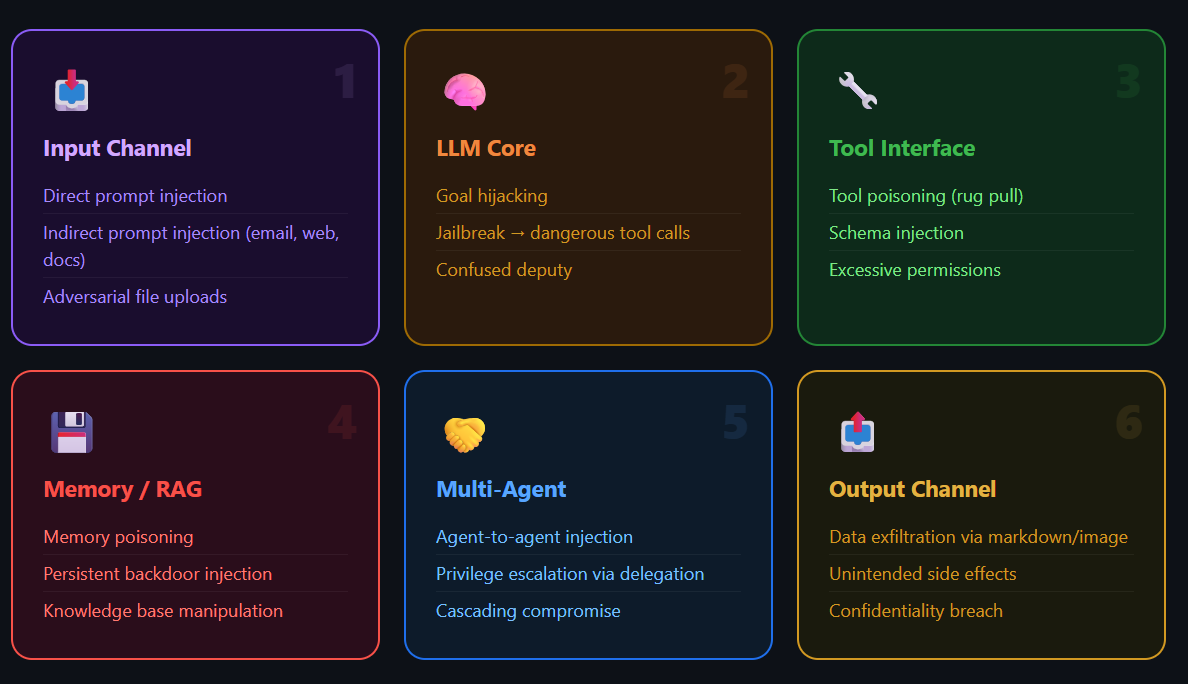 1
Input Channel
Direct prompt injection
Indirect prompt injection (email, web,
docs)
Adversarial file uploads
2
LLM Core
Goal hijacking
Jailbreak → dangerous tool calls
Confused deputy
3
Tool Interface
Tool poisoning (rug pull)
Schema injection
Excessive permissions
4
Memory / RAG
Memory poisoning
Persistent backdoor injection
Knowledge base manipulation
5
Multi-Agent
Agent-to-agent injection
Privilege escalation via delegation
Cascading compromise
6
Output Channel
Data exfiltration via markdown/image
Unintended side effects
Confidentiality breach